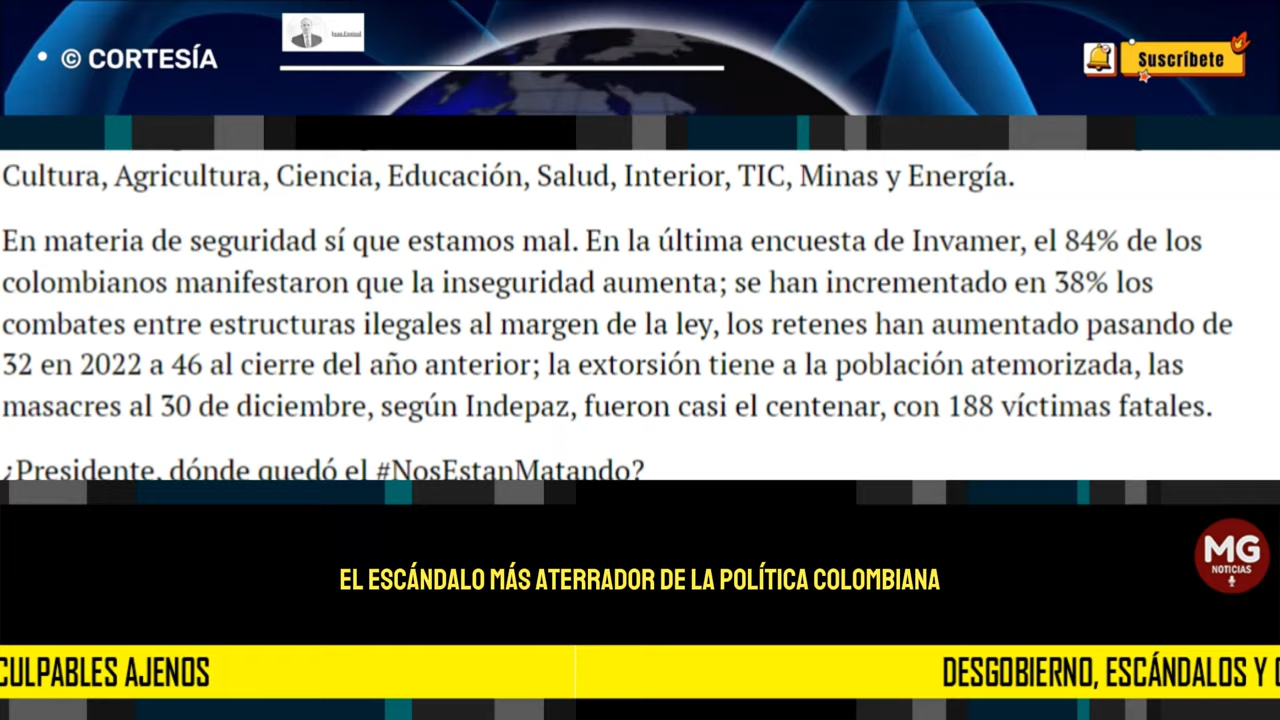 © CORTESÍA
Suscríbete
Cultura, Agricultura, Ciencia, Educación, Salud, Interior, TIC, Minas y Energía.
En materia de seguridad sí que estamos mal. En la última encuesta de Invamer, el 84% de los
colombianos manifestaron que la inseguridad aumenta; se han incrementado en 38% los
combates entre estructuras ilegales al margen de la ley, los retenes han aumentado pasando de
32 en 2022 a 46 al cierre del año anterior; la extorsión tiene a la población atemorizada, las
masacres al 30 de diciembre, según Indepaz, fueron casi el centenar, con 188 víctimas fatales.
¿Presidente, dónde quedó el #NosEstanMatando?
MG
NOTICIAS
EL ESCÁNDALO MÁS ATERRADOR DE LA POLÍTICA COLOMBIANA
CULPABLES AJENOS
DESGOBIERNO, ESCÁNDALOS Y